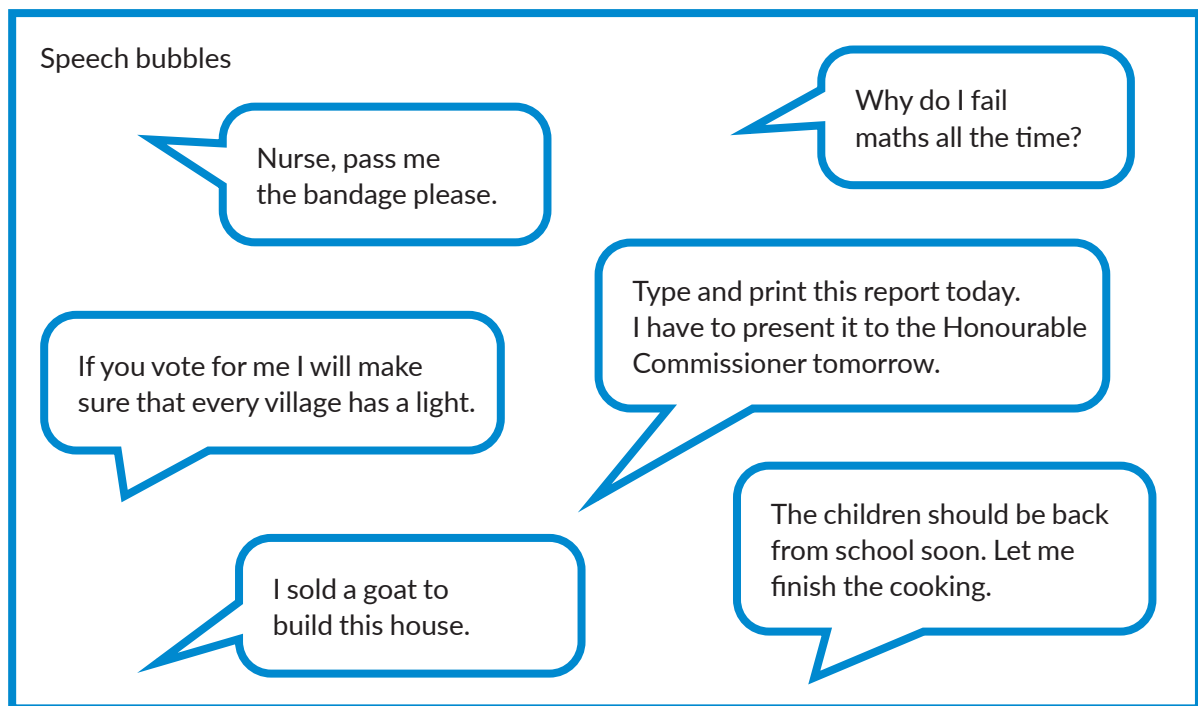 Speech bubbles
Nurse, pass me
the bandage please.
Why do I fail
maths all the time?
If you vote for me I will make
sure that every village has a light.
Type and print this report today.
I have to present it to the Honourable
Commissioner tomorrow.
I sold a goat to
build this house.
The children should be back
from school soon. Let me
finish the cooking.